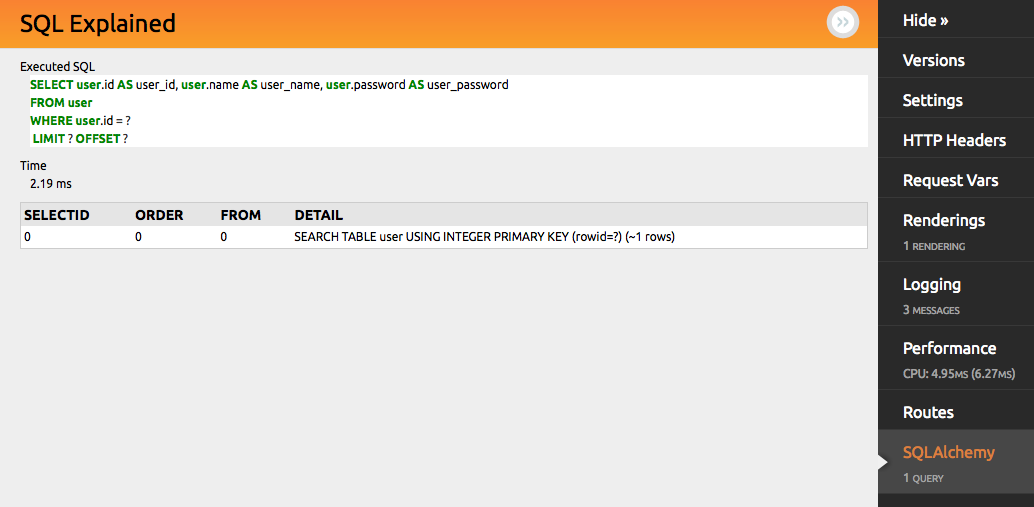 SQL Explained
Executed SQL
SELECT user.id AS user_id, user.name AS user_name, user.password AS user_password
FROM user
WHERE user.id = ?
LIMIT ? OFFSET ?
Time
2.19 ms
SELECTID ORDER FROM DETAIL
0 0 0 SEARCH TABLE user USING INTEGER PRIMARY KEY (rowid=?) (~1 rows)
Hide »
Versions
Settings
HTTP Headers
Request Vars
Renderings
1 RENDERING
Logging
3 MESSAGES
Performance
CPU: 4.95MS (6.27MS)
Routes
SQLAlchemy
1 QUERY